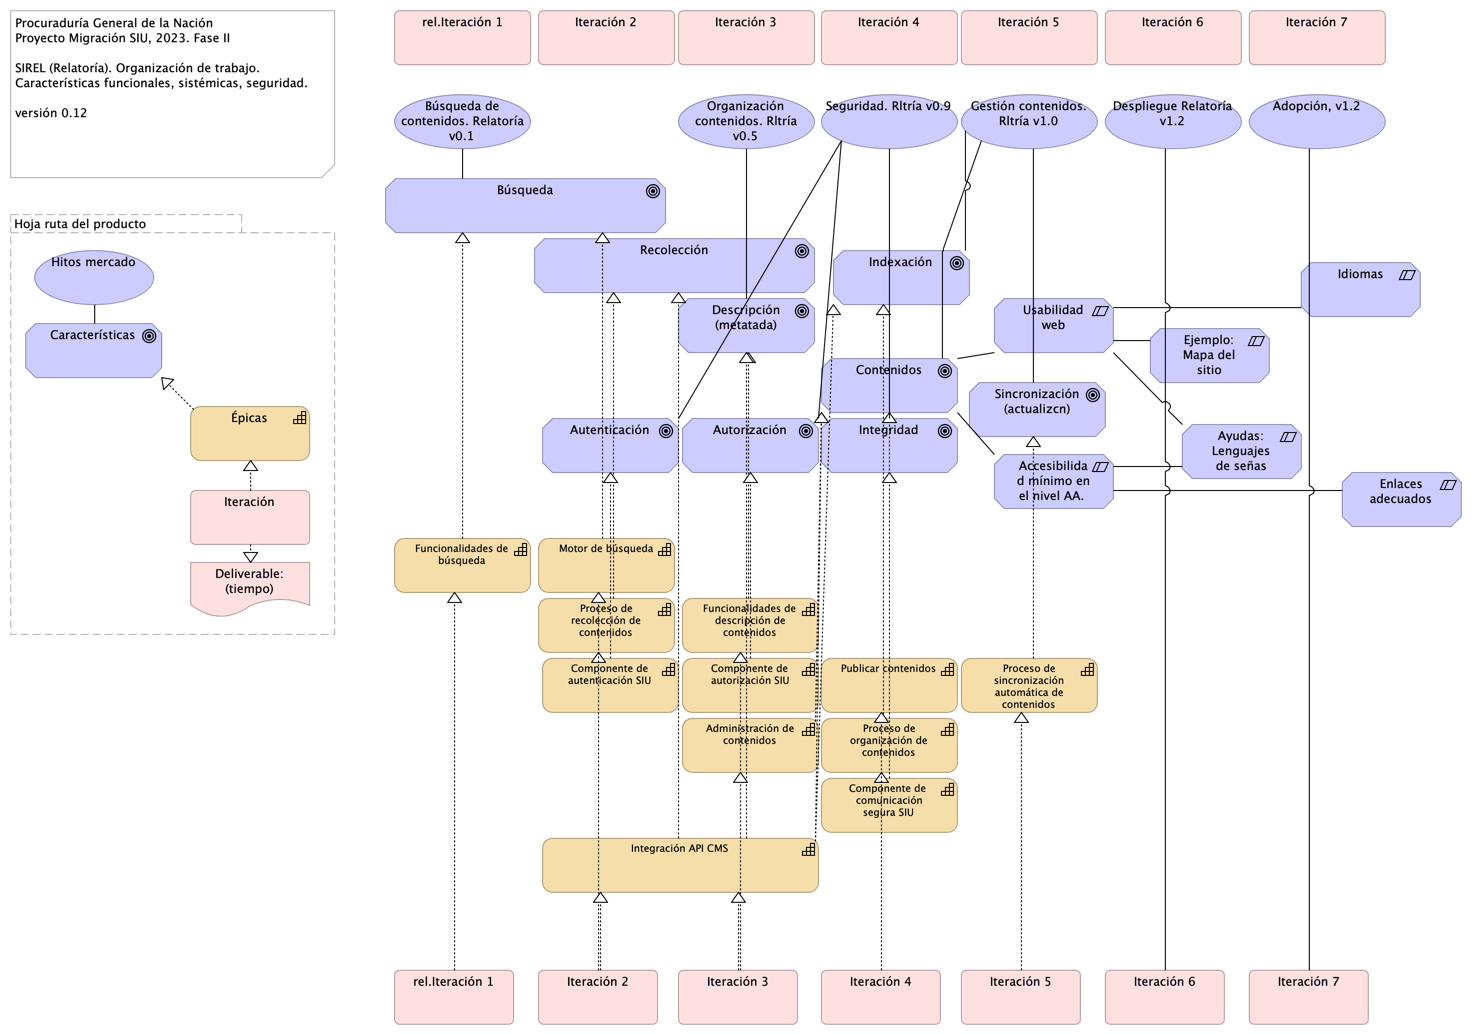 Procuraduría General de la Nación
Proyecto Migración SIU, 2023. Fase II
SIREL (Relatoría). Organización de trabajo.
Características funcionales, sistémicas, seguridad.
versión 0.12
rel.Iteración 1
Iteración 2
Iteración 3
Iteración 4
Iteración 5
Iteración 6
Iteración 7
Búsqueda de
contenidos. Relatoría
v0.1
Organización
contenidos. Rltría
v0.5
Seguridad. Rltría v0.9
Gestión contenidos.
Rltría v1.0
Despliegue Relatoría
v1.2
Adopción, v1.2
Hoja ruta del producto
Hitos mercado
Características
Épicas
Iteración
Deliverable:
(tiempo)
Búsqueda
Recolección
Indexación
Idiomas
Descripción
(metatada)
Usabilidad
web
Ejemplo:
Mapa del
sitio
Contenidos
Sincronización
(actualizcn)
Autenticación
Autorización
Integridad
Ayudas:
Lenguajes
de señas
Accesibilida
d mínimo en
el nivel AA.
Enlaces
adecuados
Funcionalidades de
búsqueda
Motor de búsqueda
Proceso de
recolección de
contenidos
Funcionalidades de
descripción de
contenidos
Componente de
autenticación SIU
Componente de
autorización SIU
Publicar contenidos
Proceso de
sincronización
automática de
contenidos
Administración de
contenidos
Proceso de
organización de
contenidos
Componente de
comunicación
segura SIU
Integración API CMS
rel.Iteración 1
Iteración 2
Iteración 3
Iteración 4
Iteración 5
Iteración 6
Iteración 7